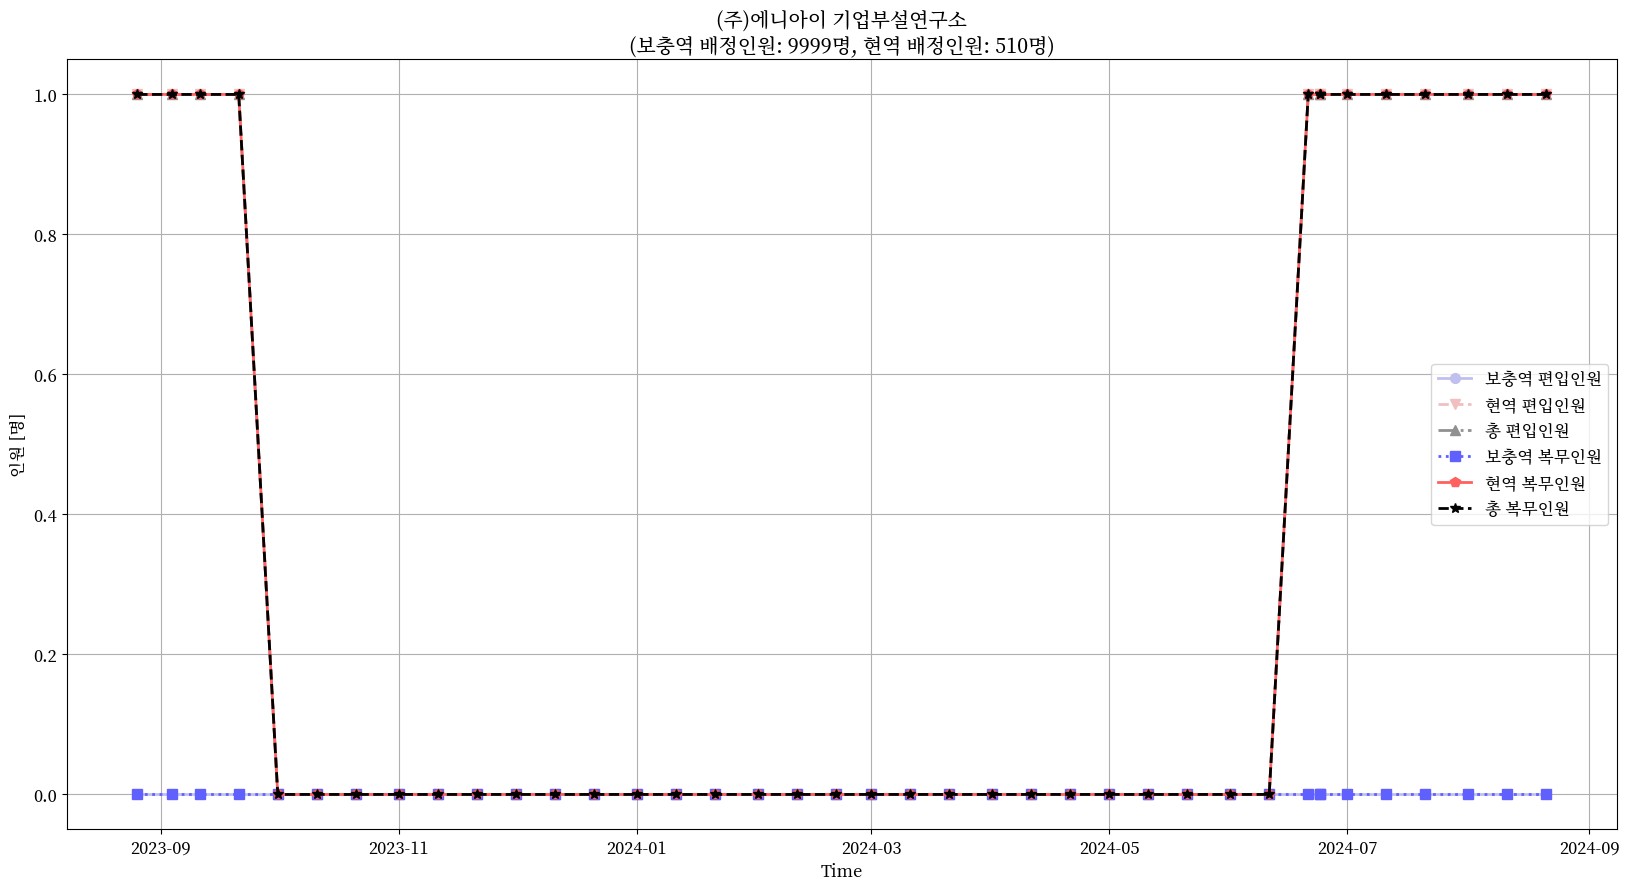 (주)에니아이 기업부설연구소
(보충역 배정인원: 9999명, 현역 배정인원: 510명)
1.0
0.8
0.6
0.4
0.2
0.0
인원 [명]
보충역 편입인원
현역 편입인원
총 편입인원
보충역 복무인원
현역 복무인원
총 복무인원
2023-09
2023-11
2024-01
2024-03
2024-05
2024-07
2024-09
Time